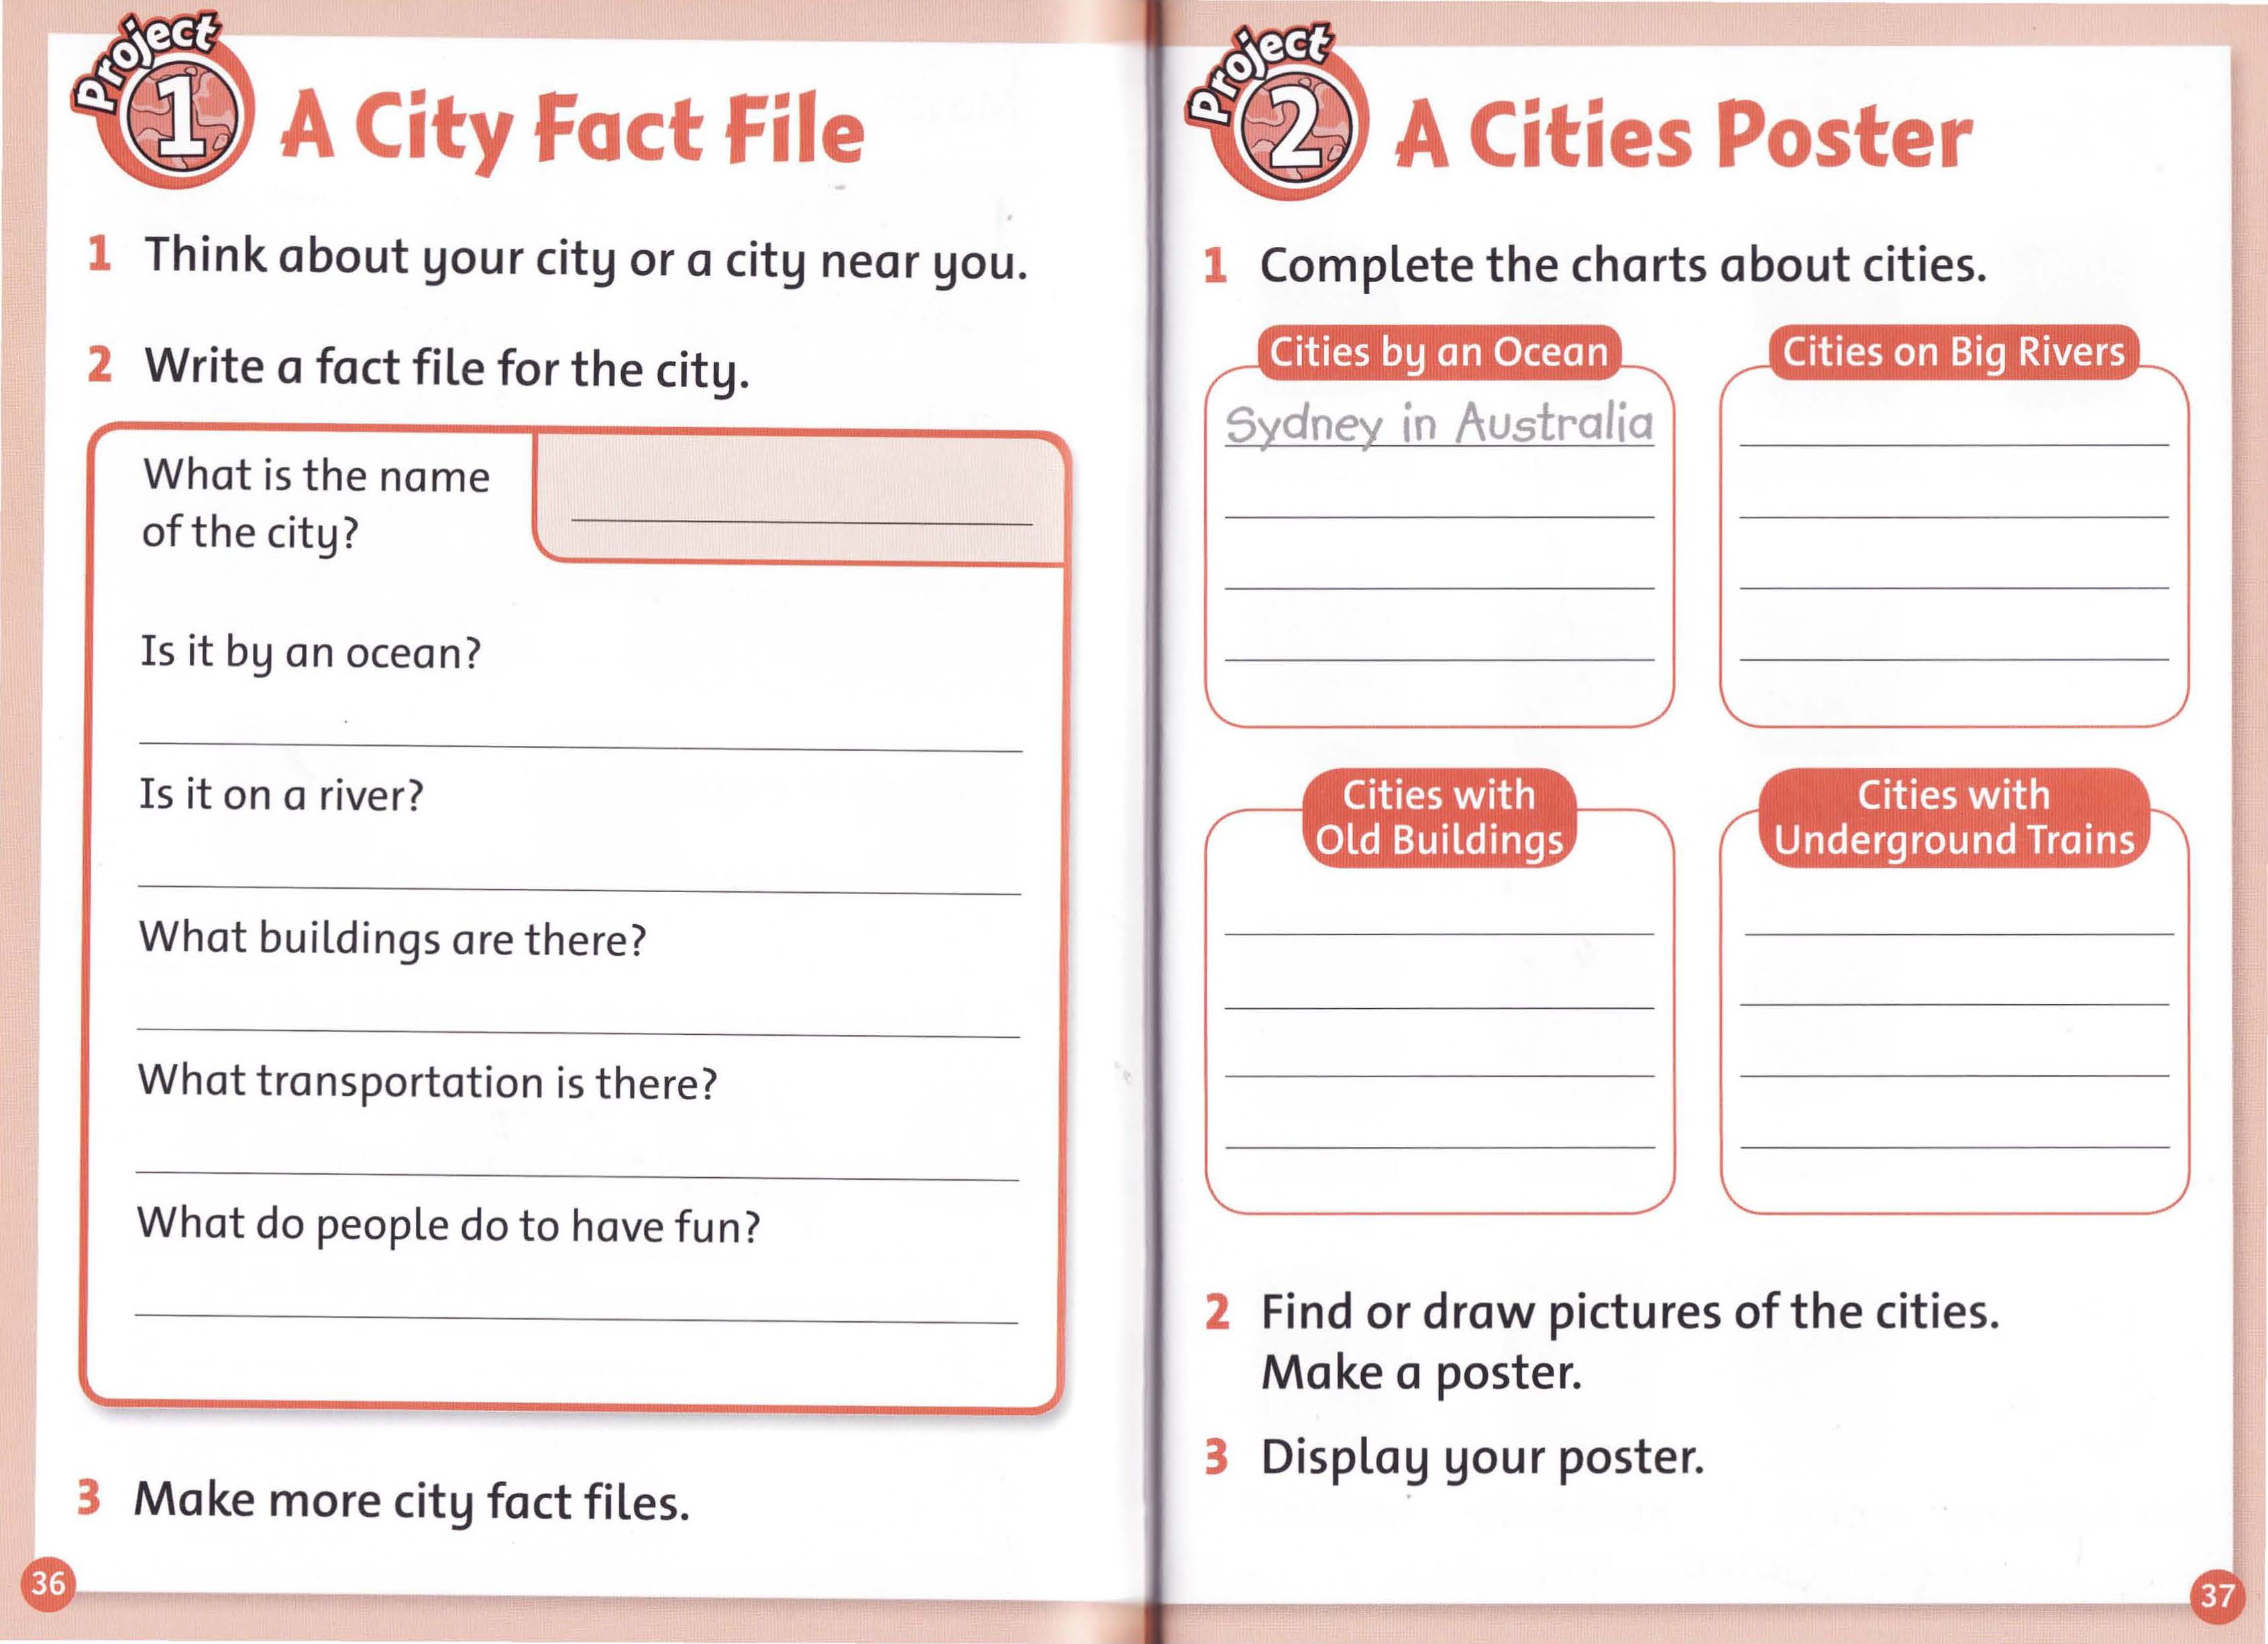 Project
1
A City Fact File
1 Think about your city or a city near you.
2 Write a fact file for the city.
What is the name
of the city?
Is it by an ocean?
Is it on a river?
What buildings are there?
What transportation is there?
What do people do to have fun?
3 Make more city fact files.
36
Project
2
A Cities Poster
1 Complete the charts about cities.
Cities by an Ocean
Sydney in Australia
Cities on Big Rivers
Cities with
Old Buildings
Cities with
Underground Trains
2 Find or draw pictures of the cities.
Make a poster.
3 Display your poster.
37